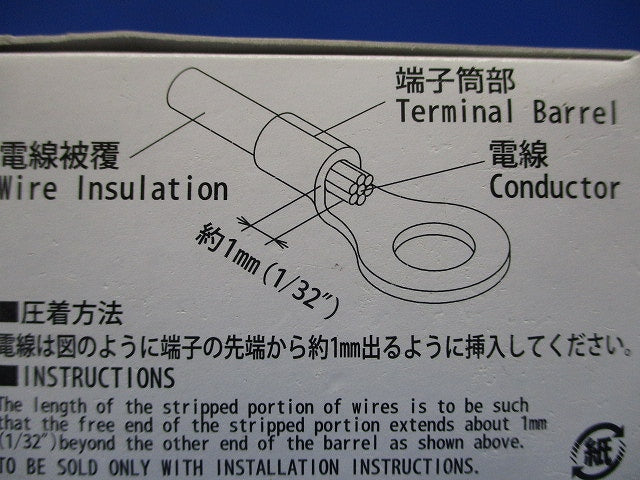 端子筒部
Terminal Barrel
電線被覆
Wire Insulation
電線
Conductor
約1mm(1/32")
■圧着方法
電線は図のように端子の先端から約1mm出るように挿入してください。
■INSTRUCTIONS
The length of the stripped portion of wires is to be such
that the free end of the stripped portion extends about 1mm
(1/32")beyond the other end of the barrel as shown above.
TO BE SOLD ONLY WITH INSTALLATION INSTRUCTIONS.
紙